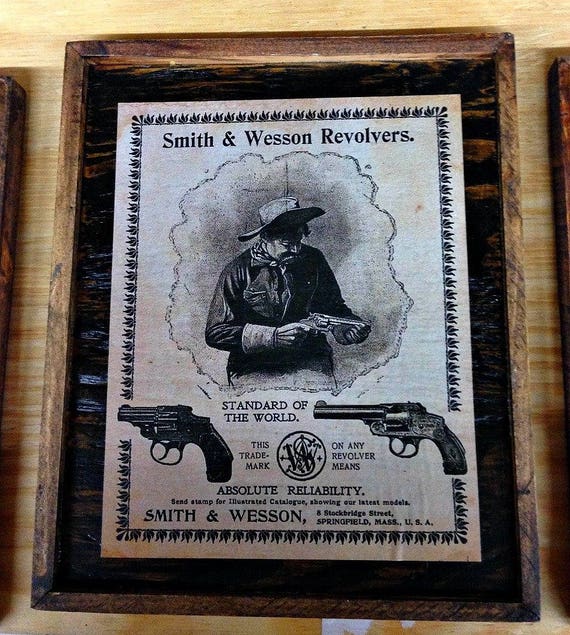 Smith & Wesson Revolvers.
STANDARD OF
THE WORLD.
THIS
TRADE-
MARK
ON ANY
REVOLVER
MEANS
ABSOLUTE RELIABILITY.
Send stamp for Illustrated Catalogue, showing our latest models.
SMITH & WESSON,
8 Stockbridge Street,
SPRINGFIELD, MASS., U. S. A.